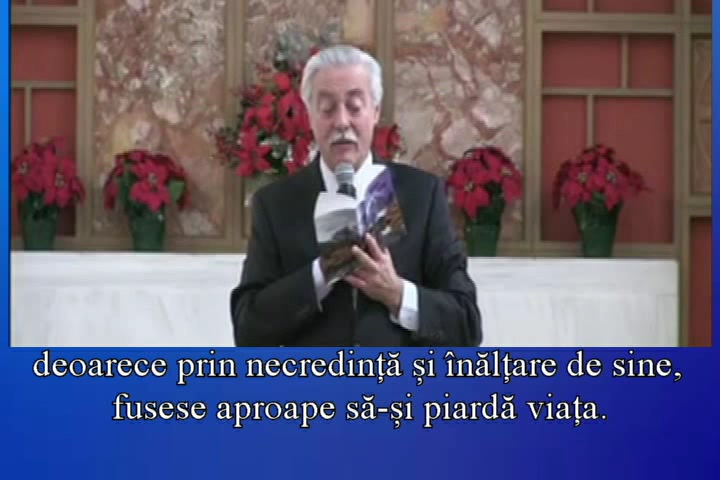 deoarece prin necredință și înălțare de sine,
fusese aproape să-și piardă viața.